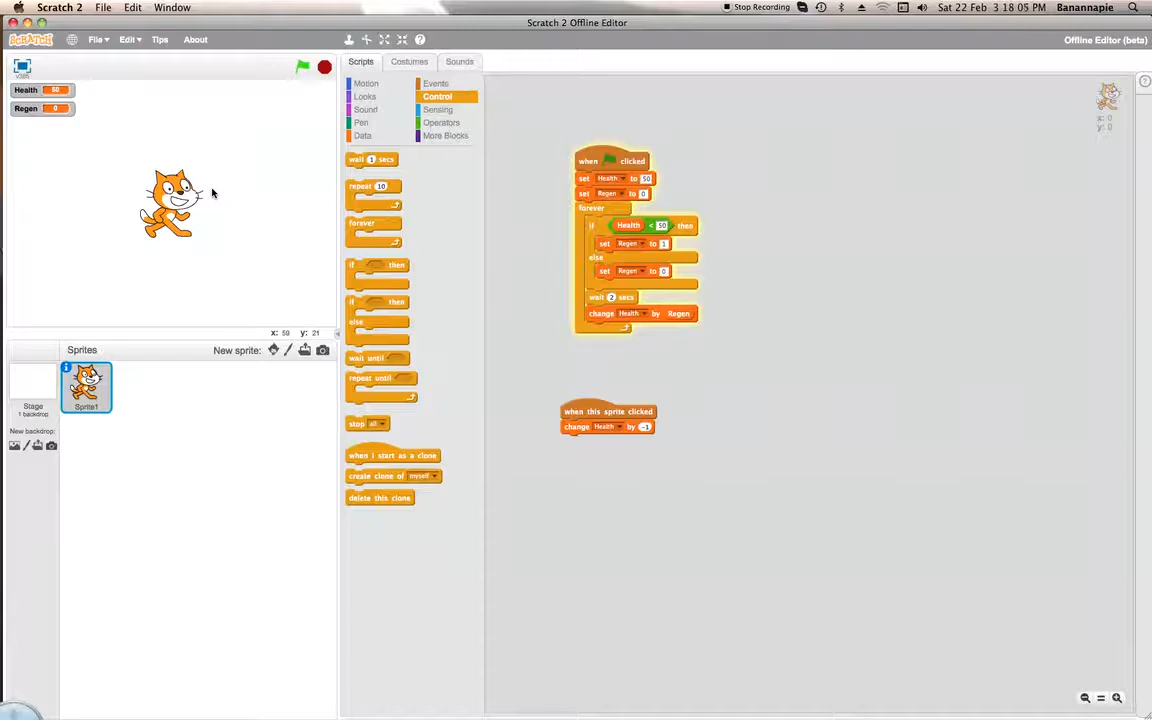 Scratch 2 File Edit Window Stop Recording Sat 22 Feb 3 18 05 PM Banannapie
Scratch 2 Offline Editor
SCRATCH File Edit Tips About Offline Editor (beta)
v385
Scripts Costumes Sounds
Health 50
Regen 0
Motion Events
Looks Control
Sound Sensing
Pen Operators
Data More Blocks
wait 1 secs
repeat 10
forever
if then
if then
else
wait until
repeat until
stop all
when I start as a clone
create clone of myself
delete this clone
x: 0
y: 0
when clicked
set Health to 50
set Regen to 0
forever
if Health < 50 then
set Regen to 1
else
set Regen to 0
wait 2 secs
change Health by Regen
when this sprite clicked
change Health by -1
x: 59 y: 21
Sprites New sprite:
Sprite1
Stage
1 backdrop
New backdrop: